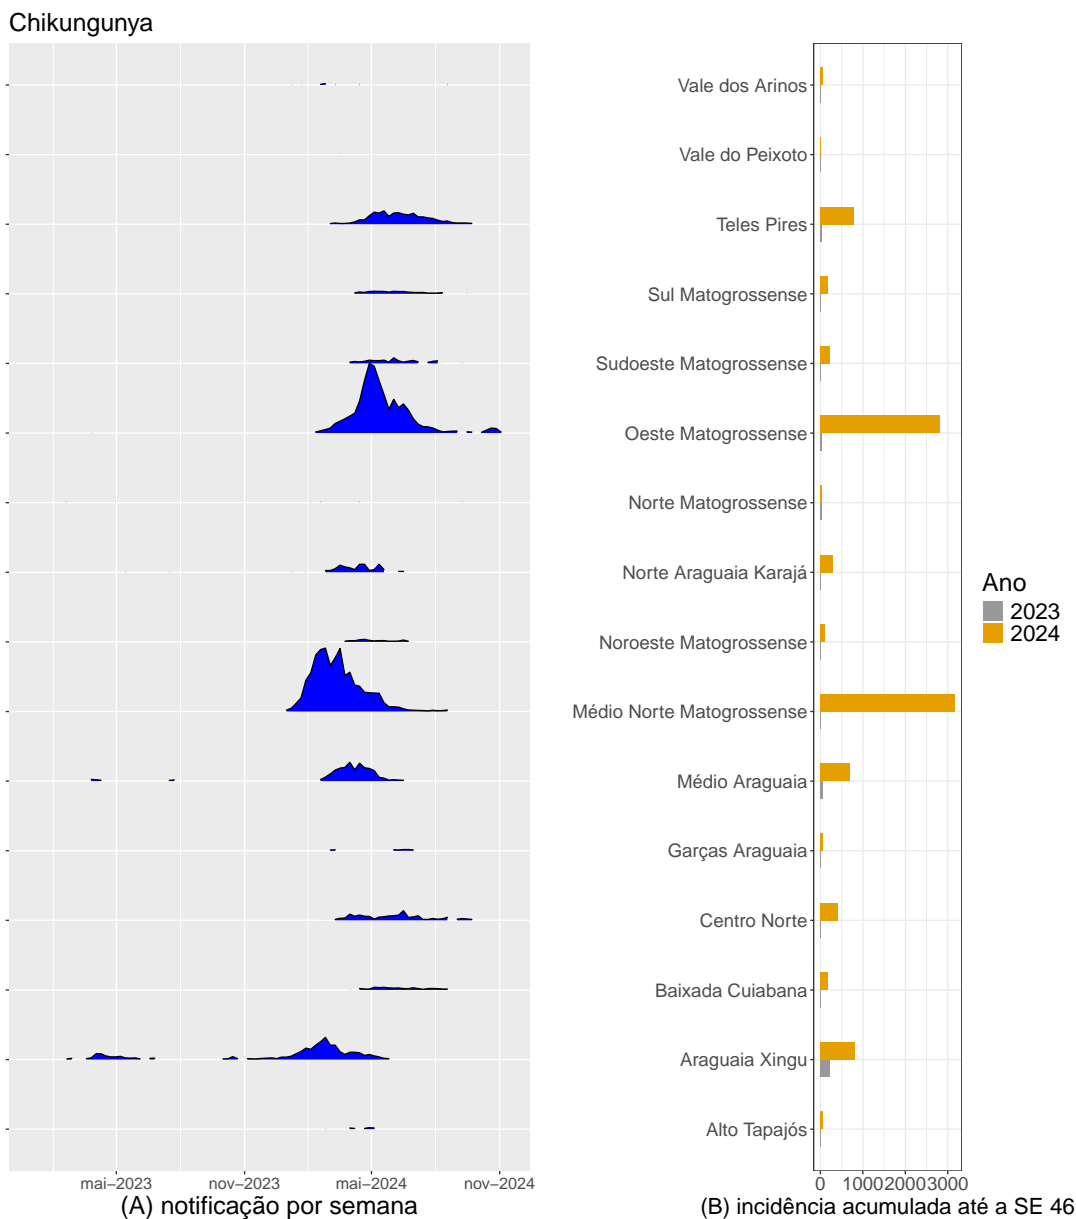 Chikungunya
Vale dos Arinos
Vale do Peixoto
Teles Pires
Sul Matogrossense
Sudoeste Matogrossense
Oeste Matogrossense
Norte Matogrossense
Norte Araguaia Karajá
Noroeste Matogrossense
Médio Norte Matogrossense
Médio Araguaia
Garças Araguaia
Centro Norte
Baixada Cuiabana
Araguaia Xingu
Alto Tapajós
Ano
2023
2024
mai–2023 nov–2023 mai–2024 nov–2024
0 1000 2000 3000
(A) notificação por semana
(B) incidência acumulada até a SE 46